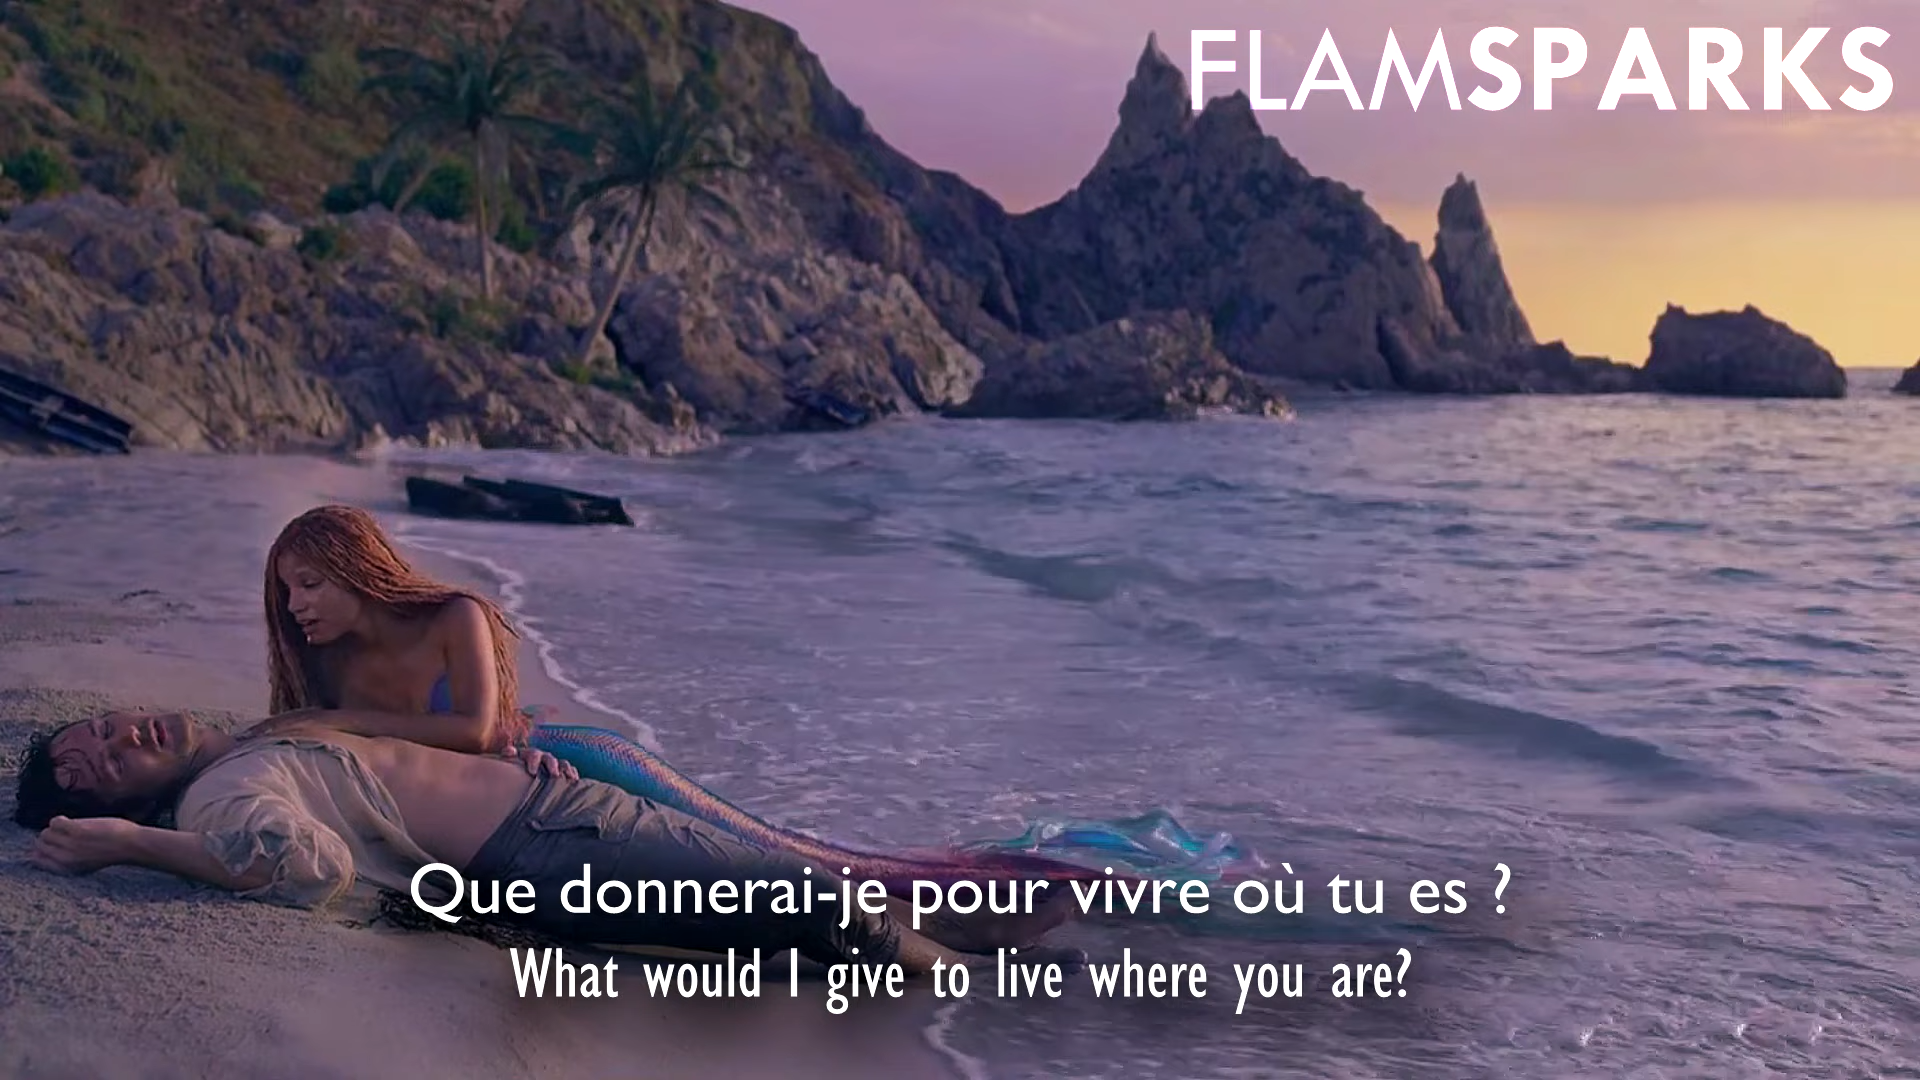 FLAMSPARKS
Que donnerai-je pour vivre où tu es ?
What would I give to live where you are?